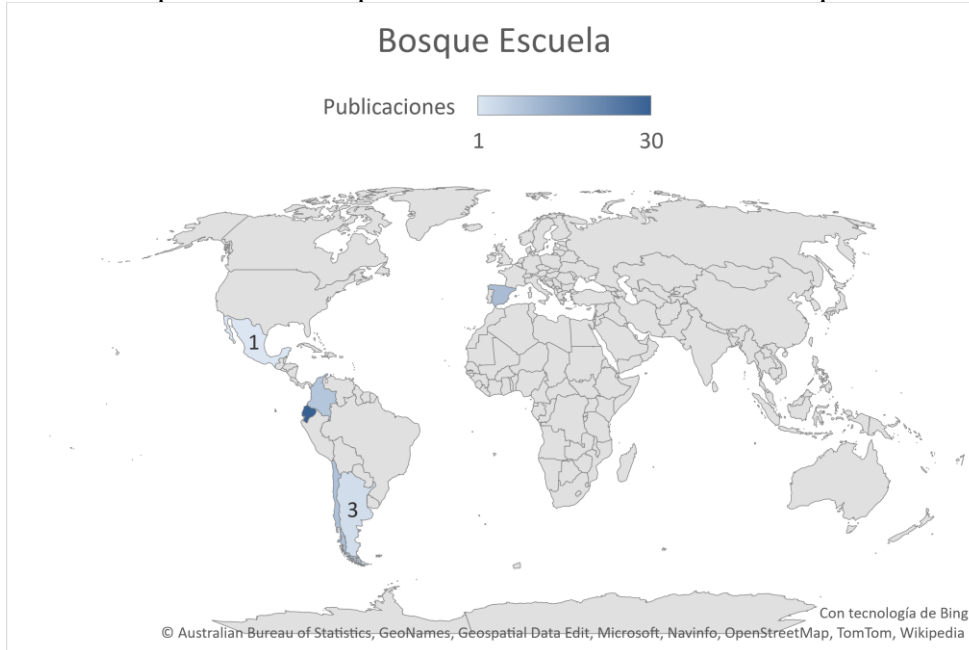 Bosque Escuela
Publicaciones
1 30
1
3
Con tecnología de Bing
© Australian Bureau of Statistics, GeoNames, Geospatial Data Edit, Microsoft, Navinfo, OpenStreetMap, TomTom, Wikipedia